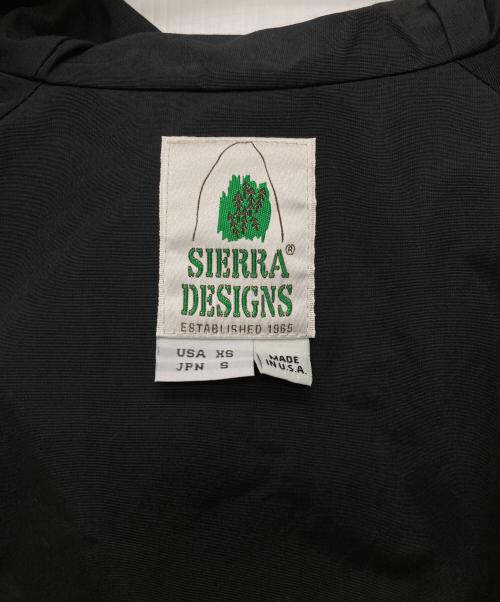 SIERRA®
DESIGNS
ESTABLISHED 1965
USA XS
JPN S
MADE
IN U.S.A.